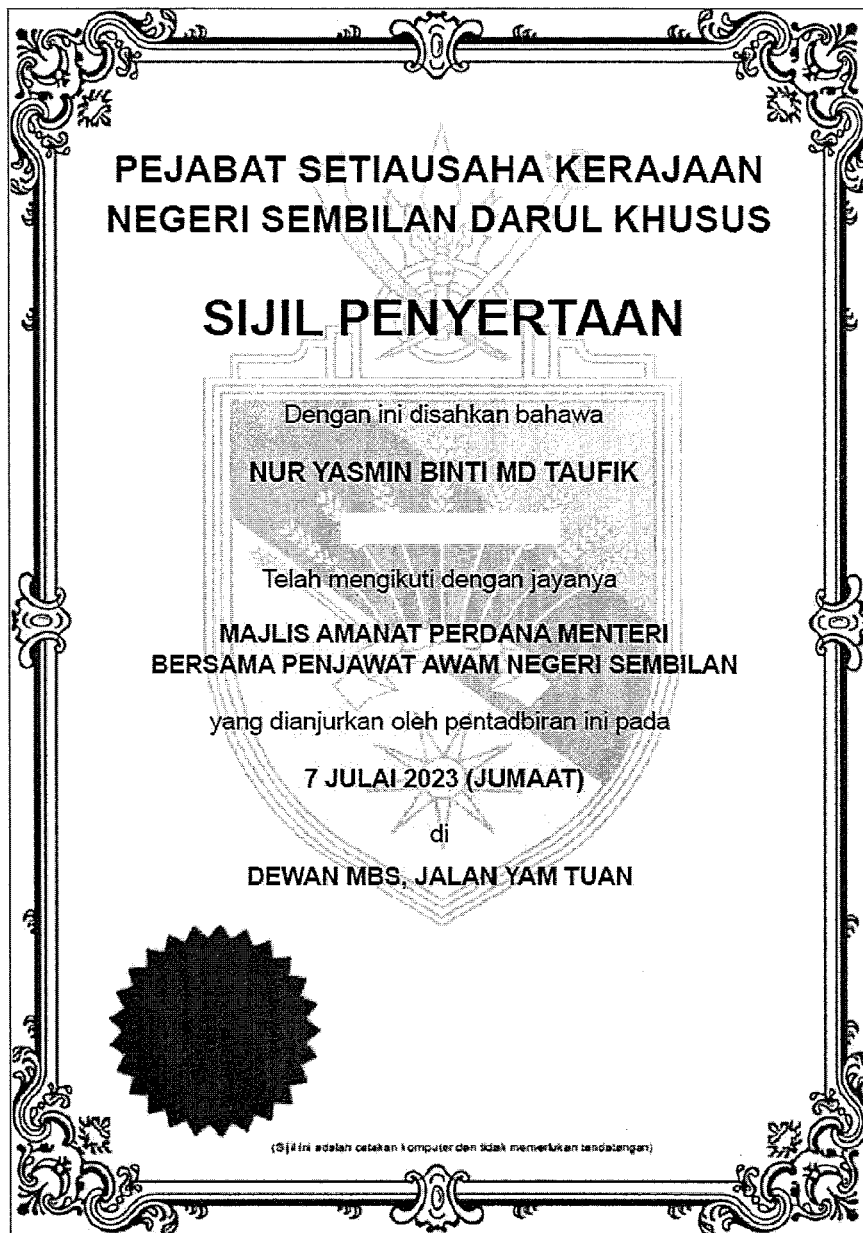 PEJABAT SETIAUSAHA KERAJAAN
NEGERI SEMBILAN DARUL KHUSUS
SIJIL PENYERTAAN
Dengan ini disahkan bahawa
NUR YASMIN BINTI MD TAUFIK
Telah mengikuti dengan jayanya
MAJLIS AMANAT PERDANA MENTERI
BERSAMA PENJAWAT AWAM NEGERI SEMBILAN
yang dianjurkan oleh pentadbiran ini pada
7 JULAI 2023 (JUMAAT)
di
DEWAN MBS, JALAN YAM TUAN
(Sijil ini adalah cetakan komputer dan tidak memerlukan tandatangan)